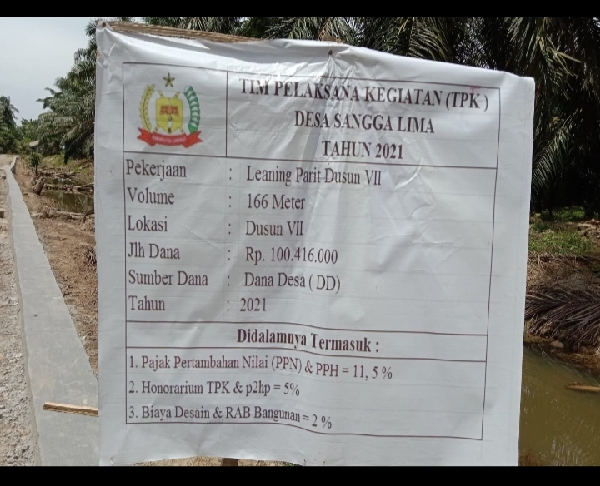 TIM PELAKSANA KEGIATAN (TPK)
DESA SANGGA LIMA
TAHUN 2021
Pekerjaan : Leaning Parit Dusun VII
Volume : 166 Meter
Lokasi : Dusun VII
Jlh Dana : Rp. 100.416.000
Sumber Dana : Dana Desa ( DD)
Tahun : 2021
Didalamnya Termasuk :
1. Pajak Pertambahan Nilai (PPN) & PPH = 11, 5 %
2. Honorarium TPK & p2kp = 5%
3. Biaya Desain & RAB Bangunan = 2 %